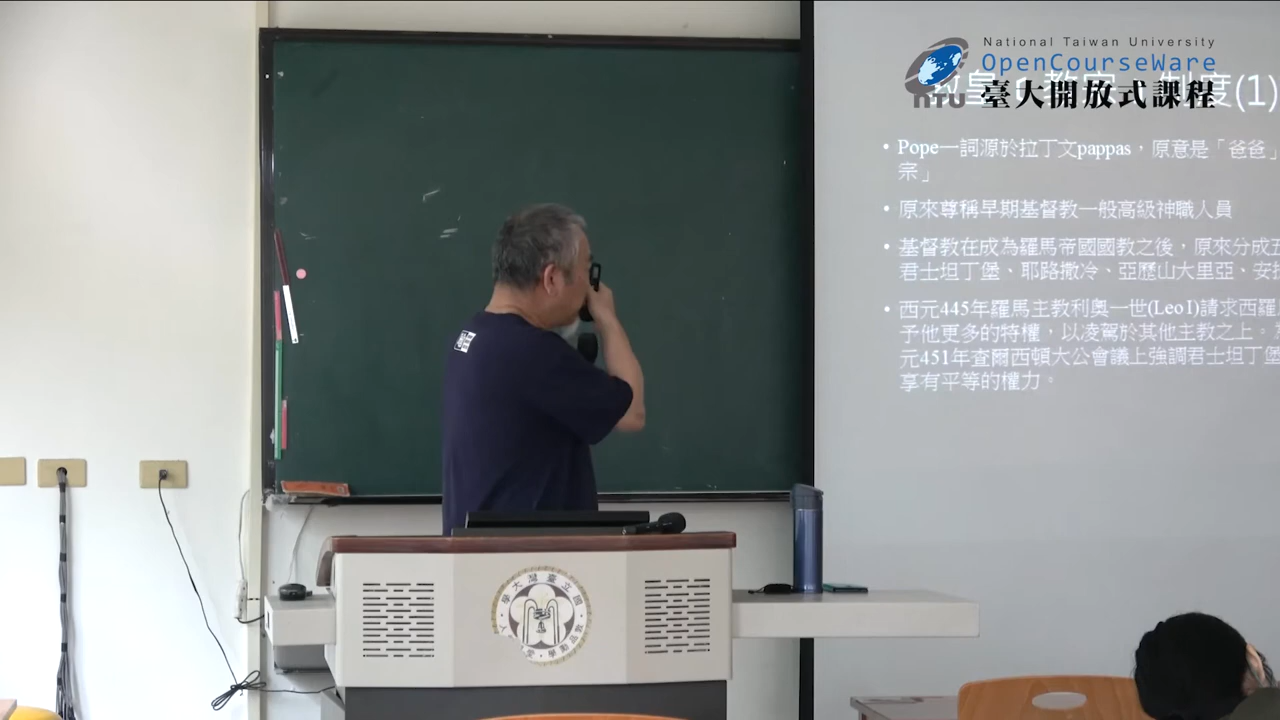 National Taiwan University
OpenCourseWare
臺大開放式課程
NTU
制度(1)
• Pope一詞源於拉丁文pappas，原意是「爸爸」
宗」
• 原來尊稱早期基督教一般高級神職人員
• 基督教在成為羅馬帝國國教之後，原來分成五
君士坦丁堡、耶路撒冷、亞歷山大里亞、安
• 西元445年羅馬主教利奧一世(Leo I)請求西羅
予他更多的特權，以凌駕於其他主教之上。
元451年查爾西頓大公會議上強調君士坦丁堡
享有平等的權力。